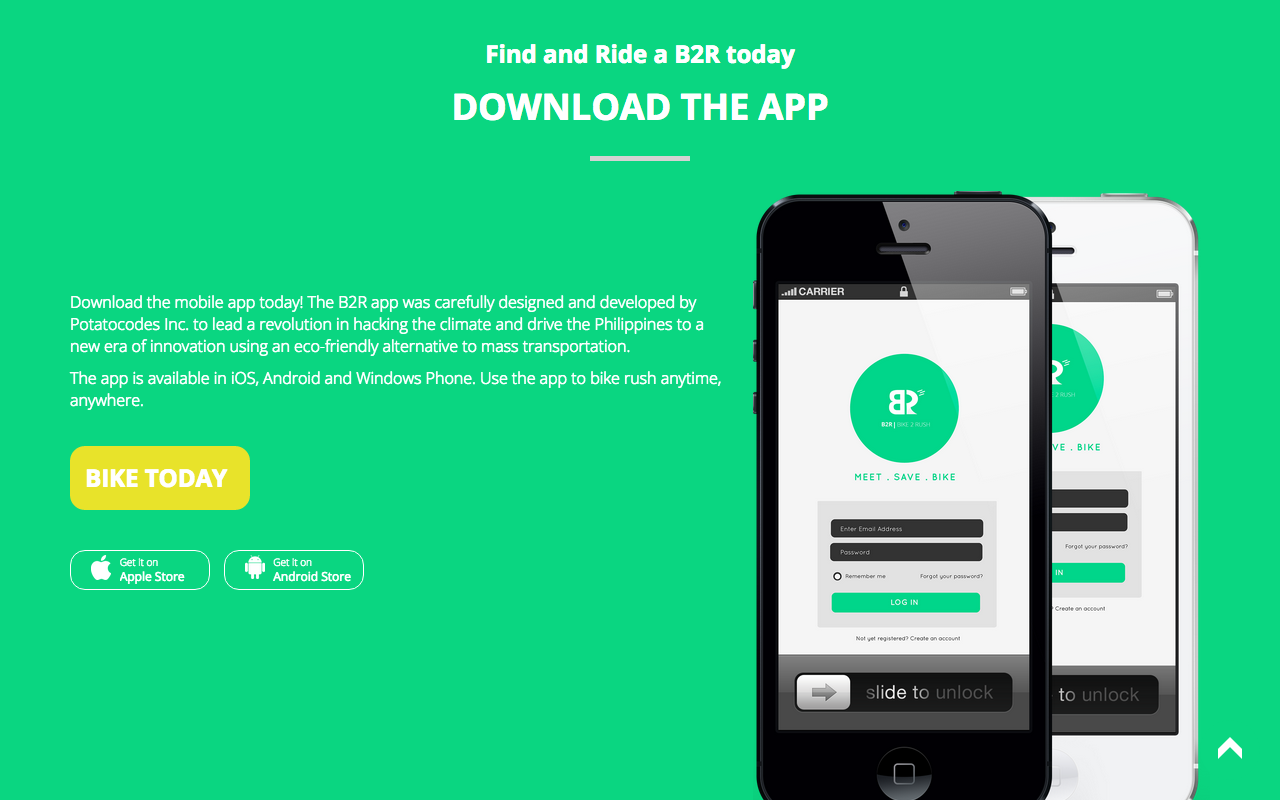 Find and Ride a B2R today
DOWNLOAD THE APP
Download the mobile app today! The B2R app was carefully designed and developed by
Potatocodes Inc. to lead a revolution in hacking the climate and drive the Philippines to a
new era of innovation using an eco-friendly alternative to mass transportation.
The app is available in iOS, Android and Windows Phone. Use the app to bike rush anytime,
anywhere.
BIKE TODAY
Get It on
Apple Store
Get It on
Android Store
CARRIER
B2R
B2R | BIKE 2 RUSH
MEET . SAVE . BIKE
Enter Email Address
Password
Remember me Forgot your password?
LOG IN
Not yet registered? Create an account
slide to unlock
R
2 RUSH
VE . BIKE
Forgot your password?
IN
? Create an account
to unlock